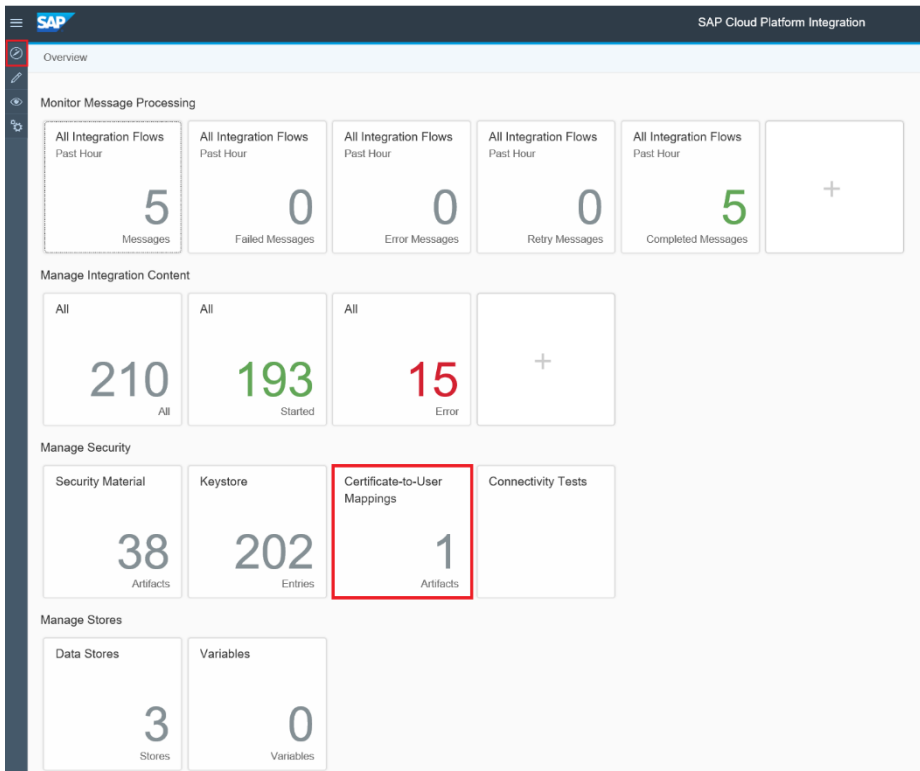 SAP SAP Cloud Platform Integration
Overview
Monitor Message Processing
All Integration Flows
Past Hour
5
Messages
All Integration Flows
Past Hour
0
Failed Messages
All Integration Flows
Past Hour
0
Error Messages
All Integration Flows
Past Hour
0
Retry Messages
All Integration Flows
Past Hour
5
Completed Messages
+
Manage Integration Content
All
210
All
All
193
Started
All
15
Error
+
Manage Security
Security Material
38
Artifacts
Keystore
202
Entries
Certificate-to-User
Mappings
1
Artifacts
Connectivity Tests
Manage Stores
Data Stores
3
Stores
Variables
0
Variables